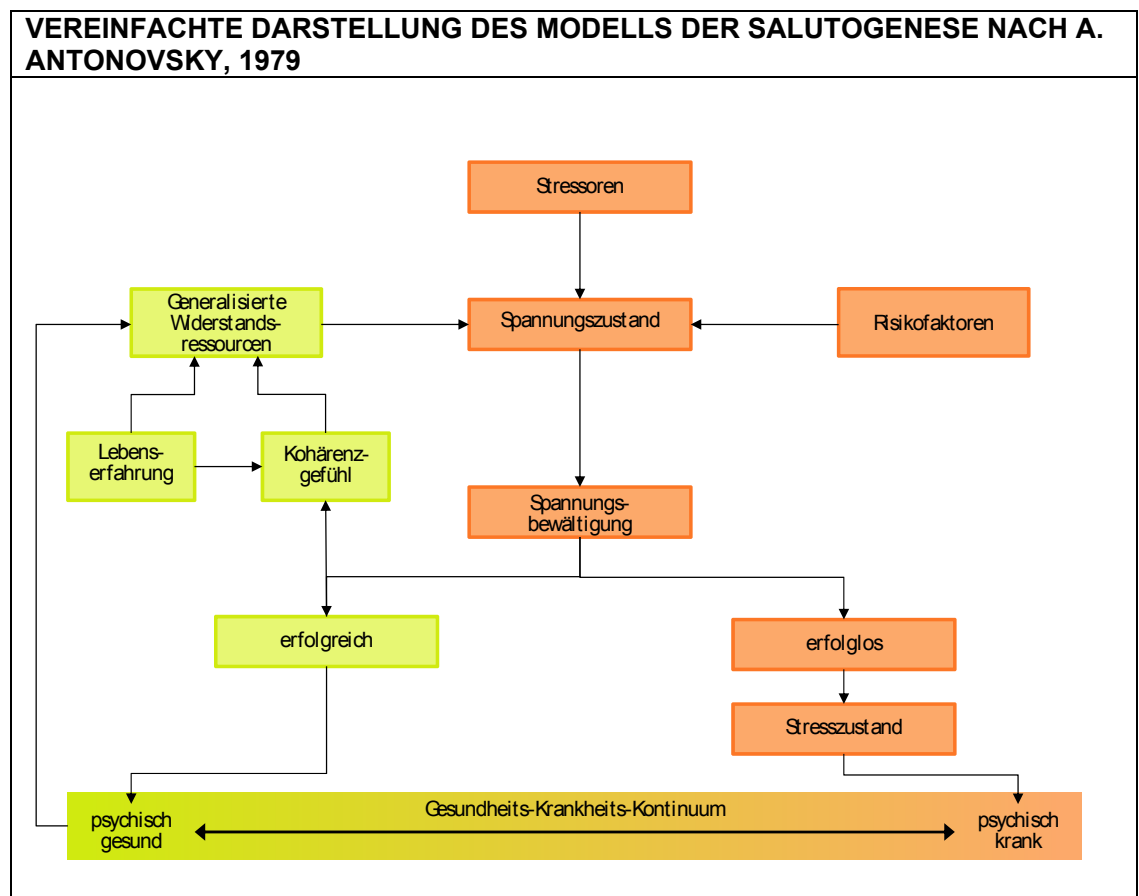 VEREINFACHTE DARSTELLUNG DES MODELLS DER SALUTOGENESE NACH A.
ANTONOVSKY, 1979
Stressoren
Generalisierte
Widerstands-
ressourcen
Spannungszustand
Risikofaktoren
Lebens-
erfahrung
Kohärenz-
gefühl
Spannungs-
bewältigung
erfolgreich
erfolglos
Stresszustand
Gesundheits-Krankheits-Kontinuum
psychisch
gesund
psychisch
krank